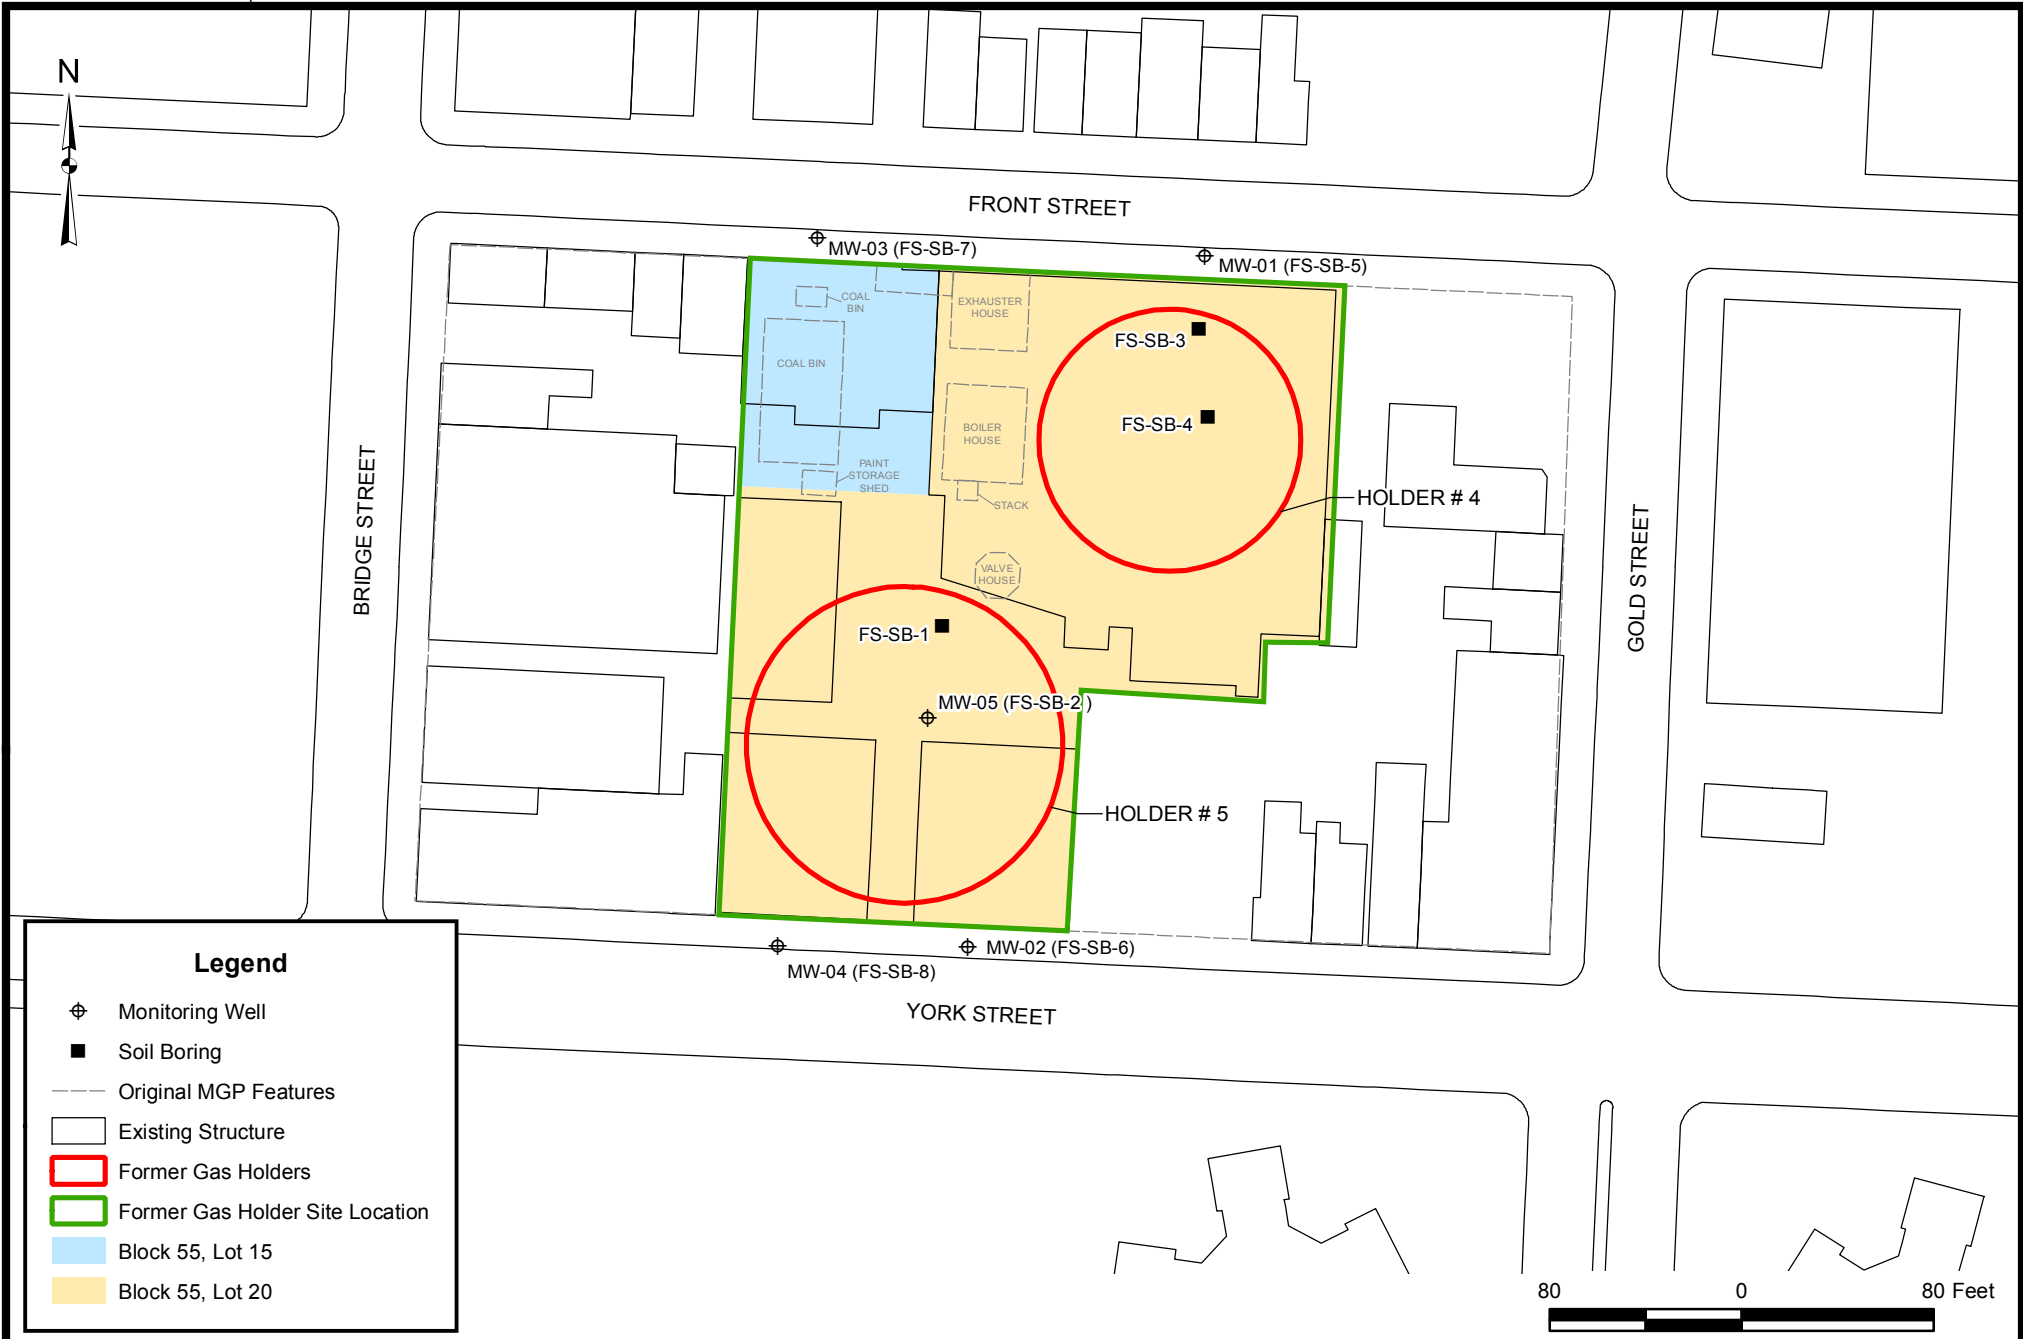 N
FRONT STREET
MW-03 (FS-SB-7)
MW-01 (FS-SB-5)
COAL
BIN
EXHAUSTER
HOUSE
FS-SB-3
COAL BIN
FS-SB-4
BOILER
HOUSE
PAINT
STORAGE
SHED
STACK
HOLDER # 4
BRIDGE STREET
GOLD STREET
VALVE
HOUSE
FS-SB-1
MW-05 (FS-SB-2 )
HOLDER # 5
MW-02 (FS-SB-6)
MW-04 (FS-SB-8)
YORK STREET
Legend
Monitoring Well
Soil Boring
Original MGP Features
Existing Structure
Former Gas Holders
Former Gas Holder Site Location
Block 55, Lot 15
Block 55, Lot 20
80 0 80 Feet